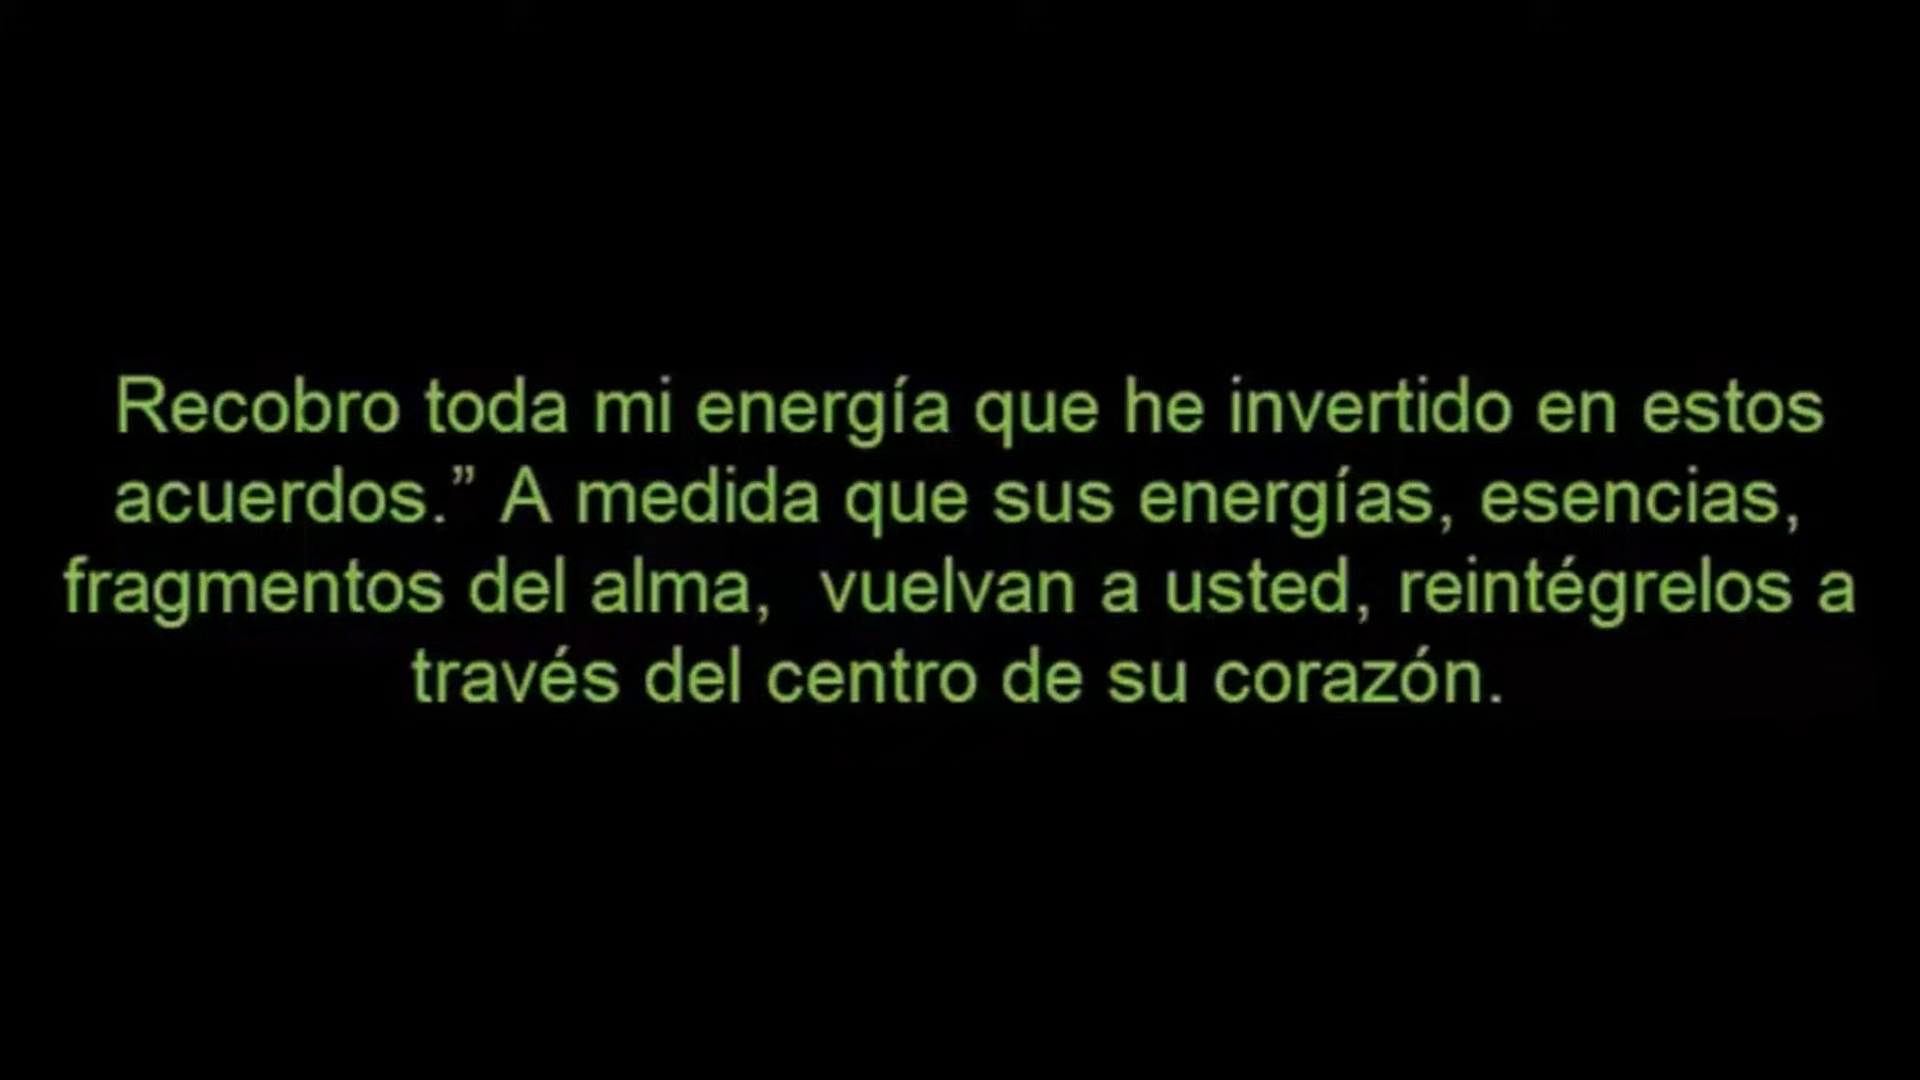 Recobro toda mi energía que he invertido en estos
acuerdos.” A medida que sus energías, esencias,
fragmentos del alma,  vuelvan a usted, reintégrelos a
través del centro de su corazón.